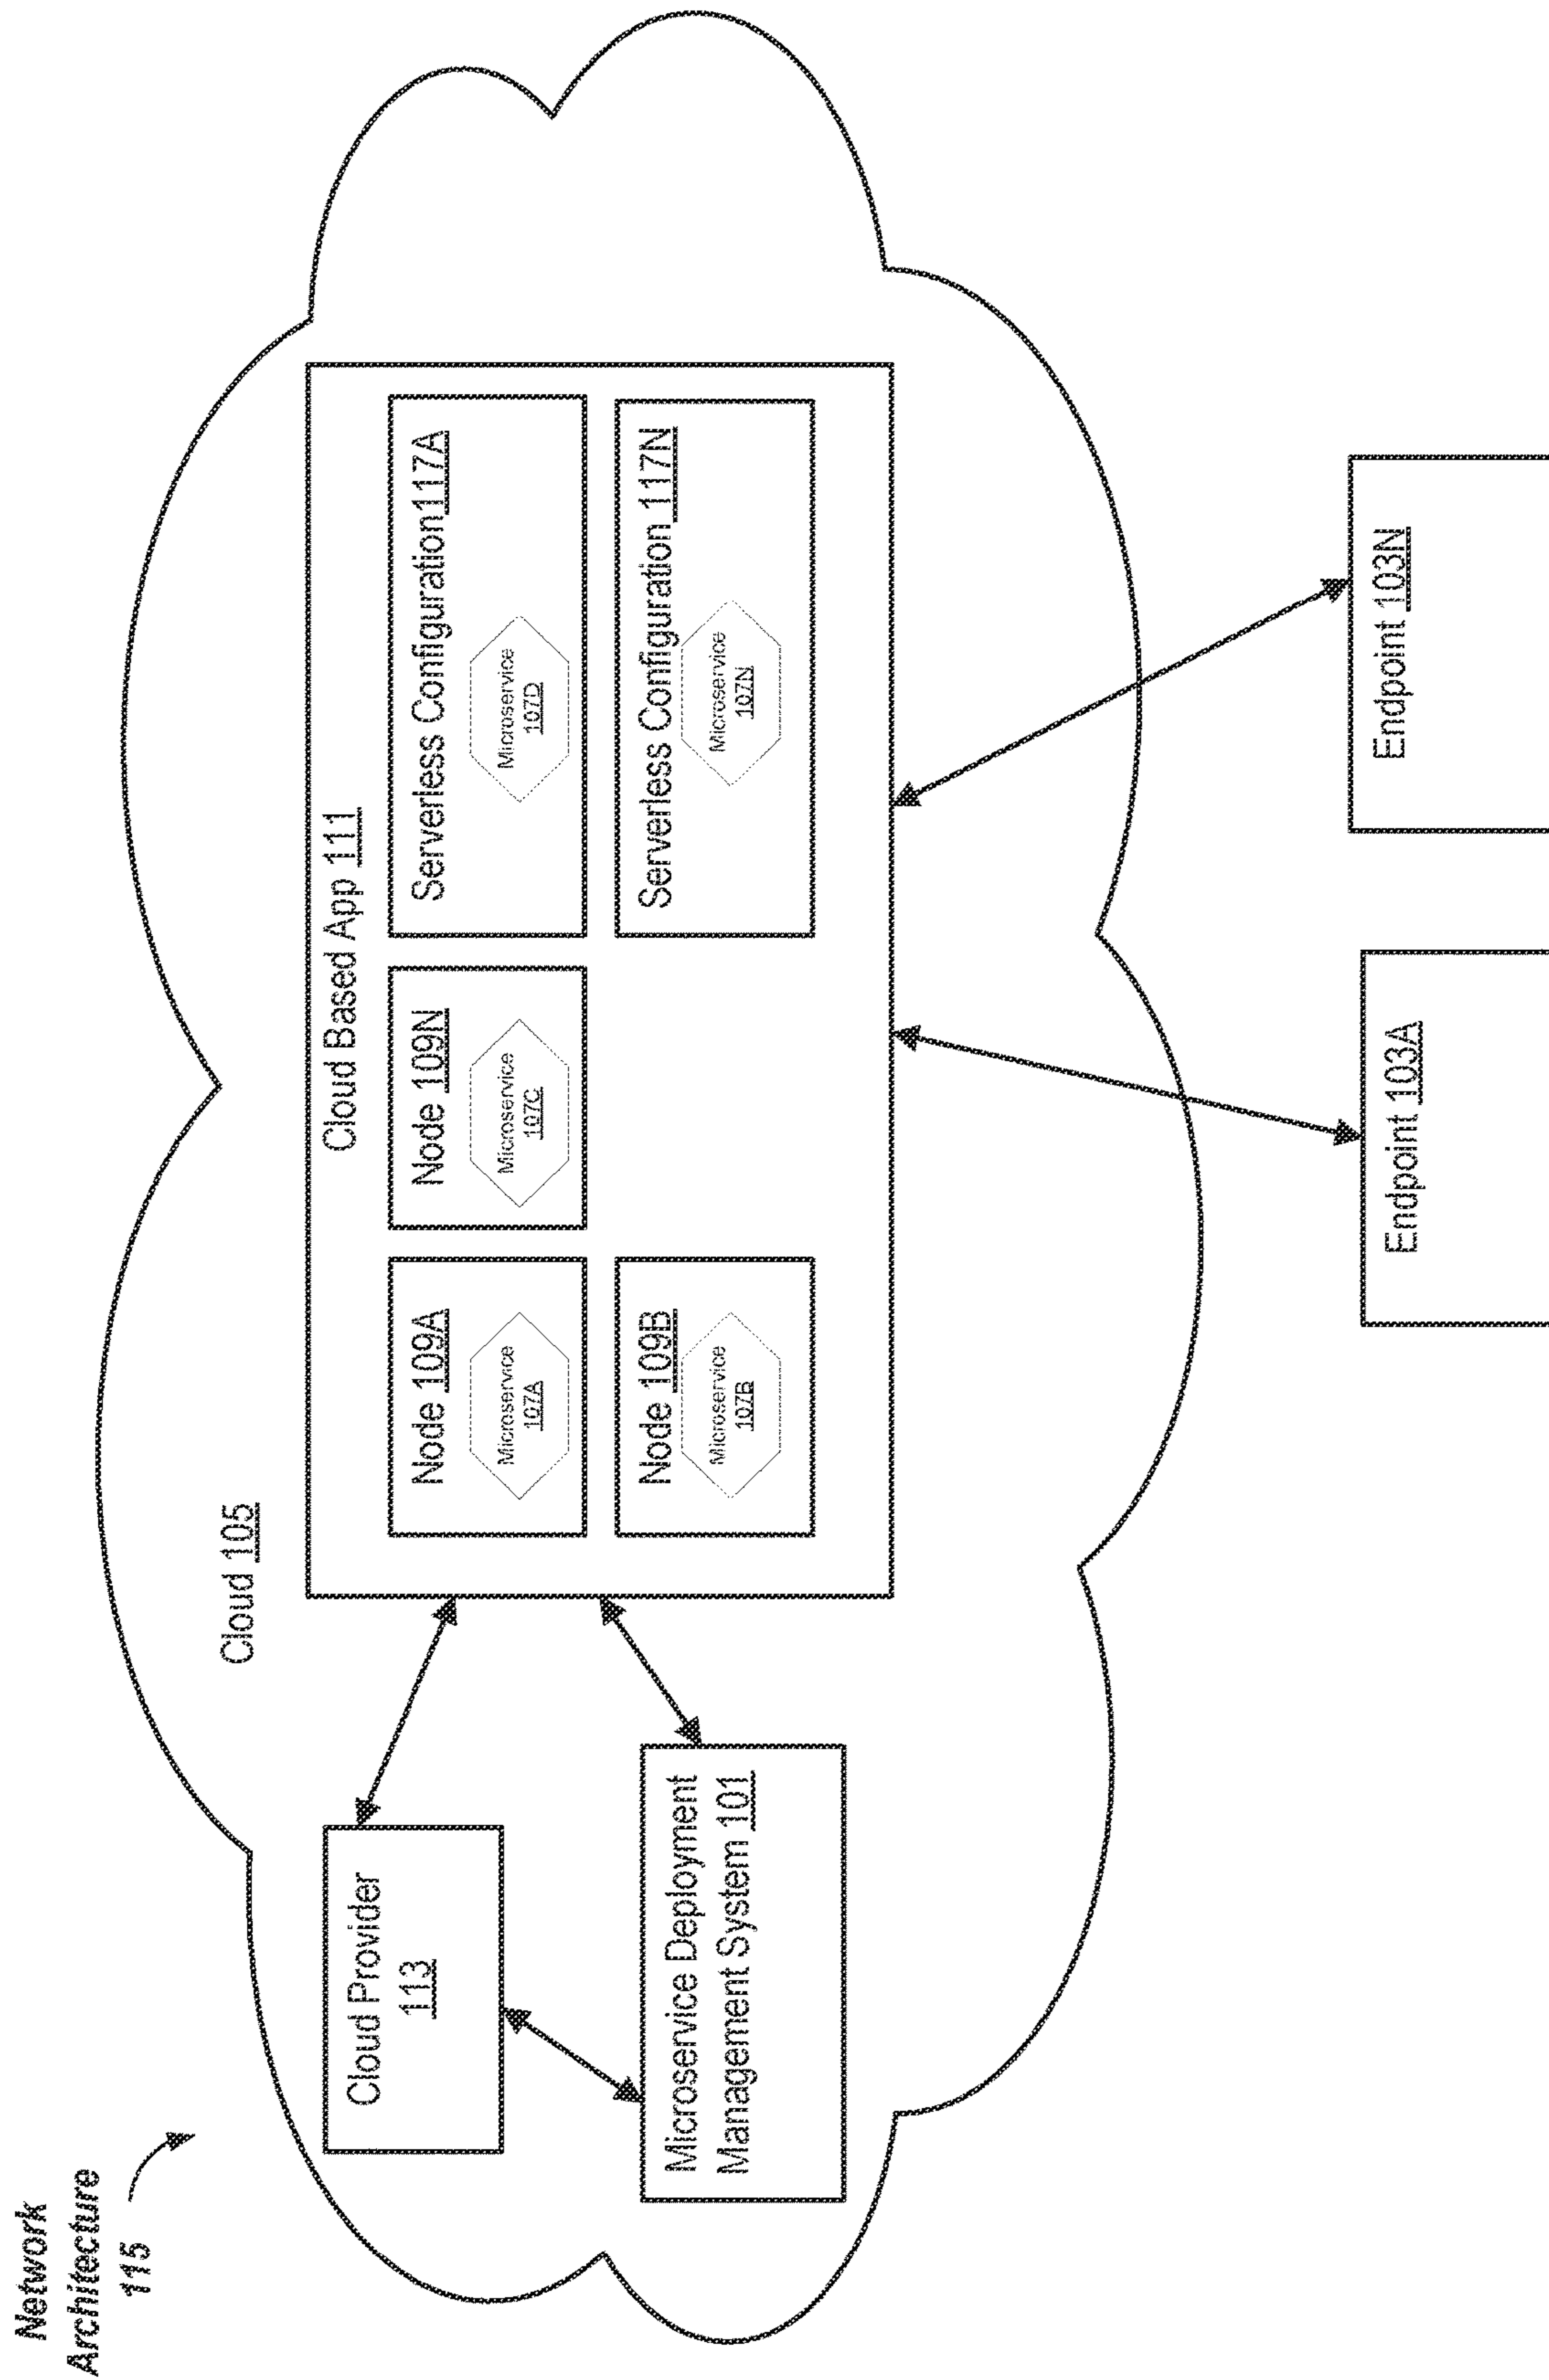 Network
Architecture
115
Cloud 105
Cloud Provider
113
Microservice Deployment
Management System 101
Cloud Based App 111
Node 109A
Microservice
107A
Node 109N
Microservice
107C
Serverless Configuration117A
Microservice
107D
Node 109B
Microservice
107B
Serverless Configuration 117N
Microservice
107N
Endpoint 103A
Endpoint 103N